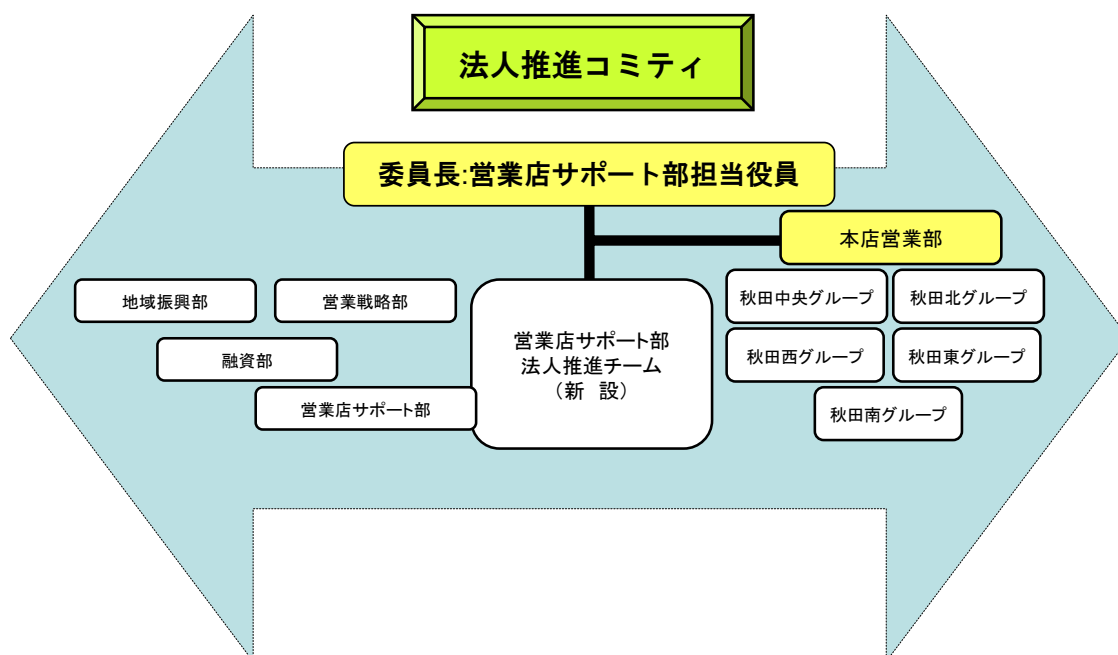 法人推進コミティ
委員長:営業店サポート部担当役員
本店営業部
地域振興部
営業戦略部
融資部
営業店サポート部
営業店サポート部
法人推進チーム
（新　設）
秋田中央グループ
秋田北グループ
秋田西グループ
秋田東グループ
秋田南グループ